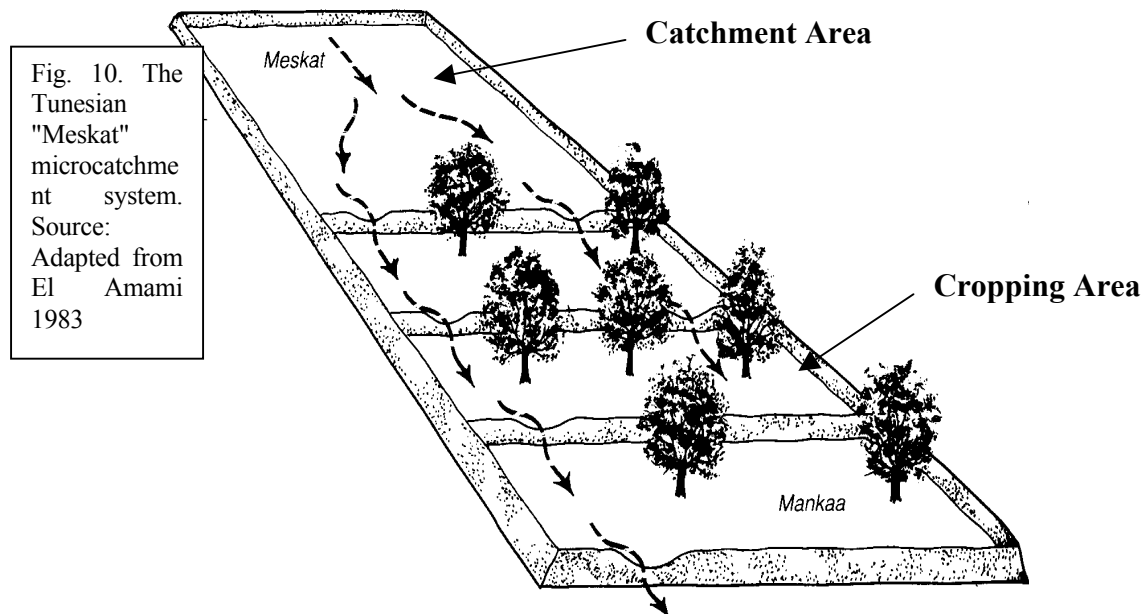 Fig. 10. The
Tunesian
"Meskat"
microcatchme
nt system.
Source:
Adapted from
El Amami
1983
Meskat
Catchment Area
Cropping Area
Mankaa